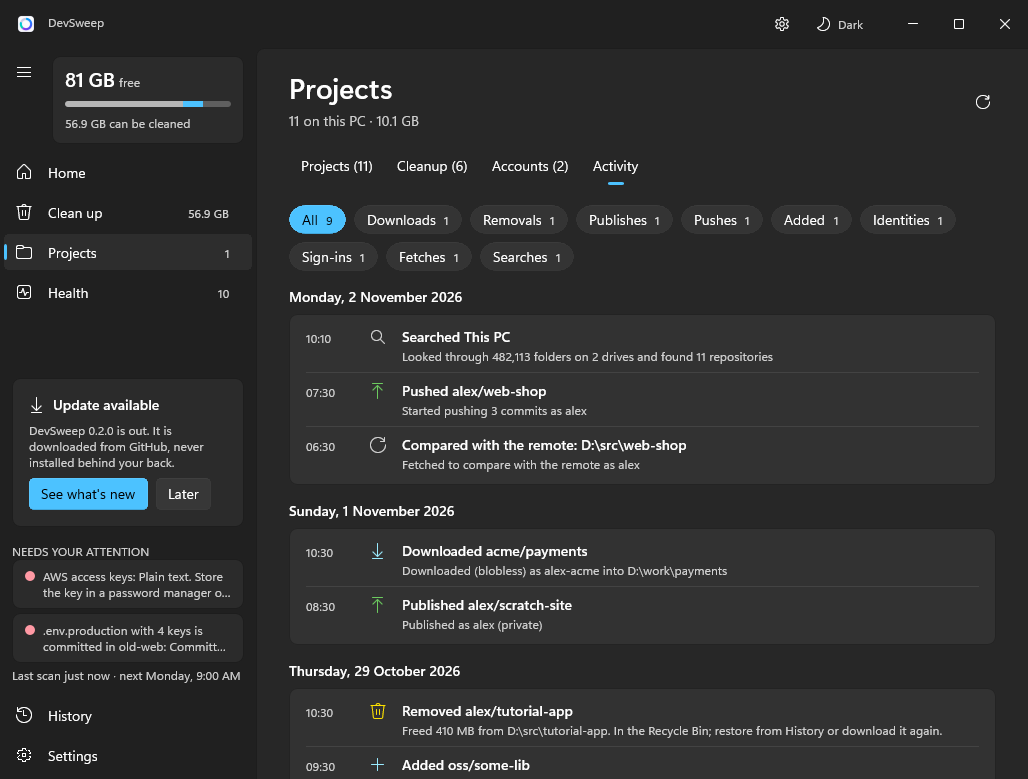 DevSweep
Dark
81 GB free
56.9 GB can be cleaned
Home
Clean up 56.9 GB
Projects 1
Health 10
Update available
DevSweep 0.2.0 is out. It is
downloaded from GitHub, never
installed behind your back.
See what's new
Later
NEEDS YOUR ATTENTION
AWS access keys: Plain text. Store
the key in a password manager o...
.env.production with 4 keys is
committed in old-web: Committ...
Last scan just now · next Monday, 9:00 AM
History
Settings
Projects
11 on this PC · 10.1 GB
Projects (11) Cleanup (6) Accounts (2) Activity
All 9 Downloads 1 Removals 1 Publishes 1 Pushes 1 Added 1 Identities 1
Sign-ins 1 Fetches 1 Searches 1
Monday, 2 November 2026
10:10 Searched This PC
Looked through 482,113 folders on 2 drives and found 11 repositories
07:30 Pushed alex/web-shop
Started pushing 3 commits as alex
06:30 Compared with the remote: D:\src\web-shop
Fetched to compare with the remote as alex
Sunday, 1 November 2026
10:30 Downloaded acme/payments
Downloaded (blobless) as alex-acme into D:\work\payments
08:30 Published alex/scratch-site
Published as alex (private)
Thursday, 29 October 2026
10:30 Removed alex/tutorial-app
Freed 410 MB from D:\src\tutorial-app. In the Recycle Bin; restore from History or download it again.
09:30 Added oss/some-lib